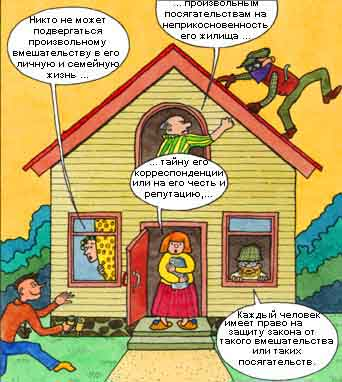 Никто не может
подвергаться
произвольному
вмешательству в его
личную и семейную
жизнь ...
... произвольным
посягательствам на
неприкосновенность
его жилища ...
... тайну его
корреспонденции
или на его честь и
репутацию,...
Каждый человек
имеет право на
защиту закона от
такого вмешательства
или таких
посягательств.